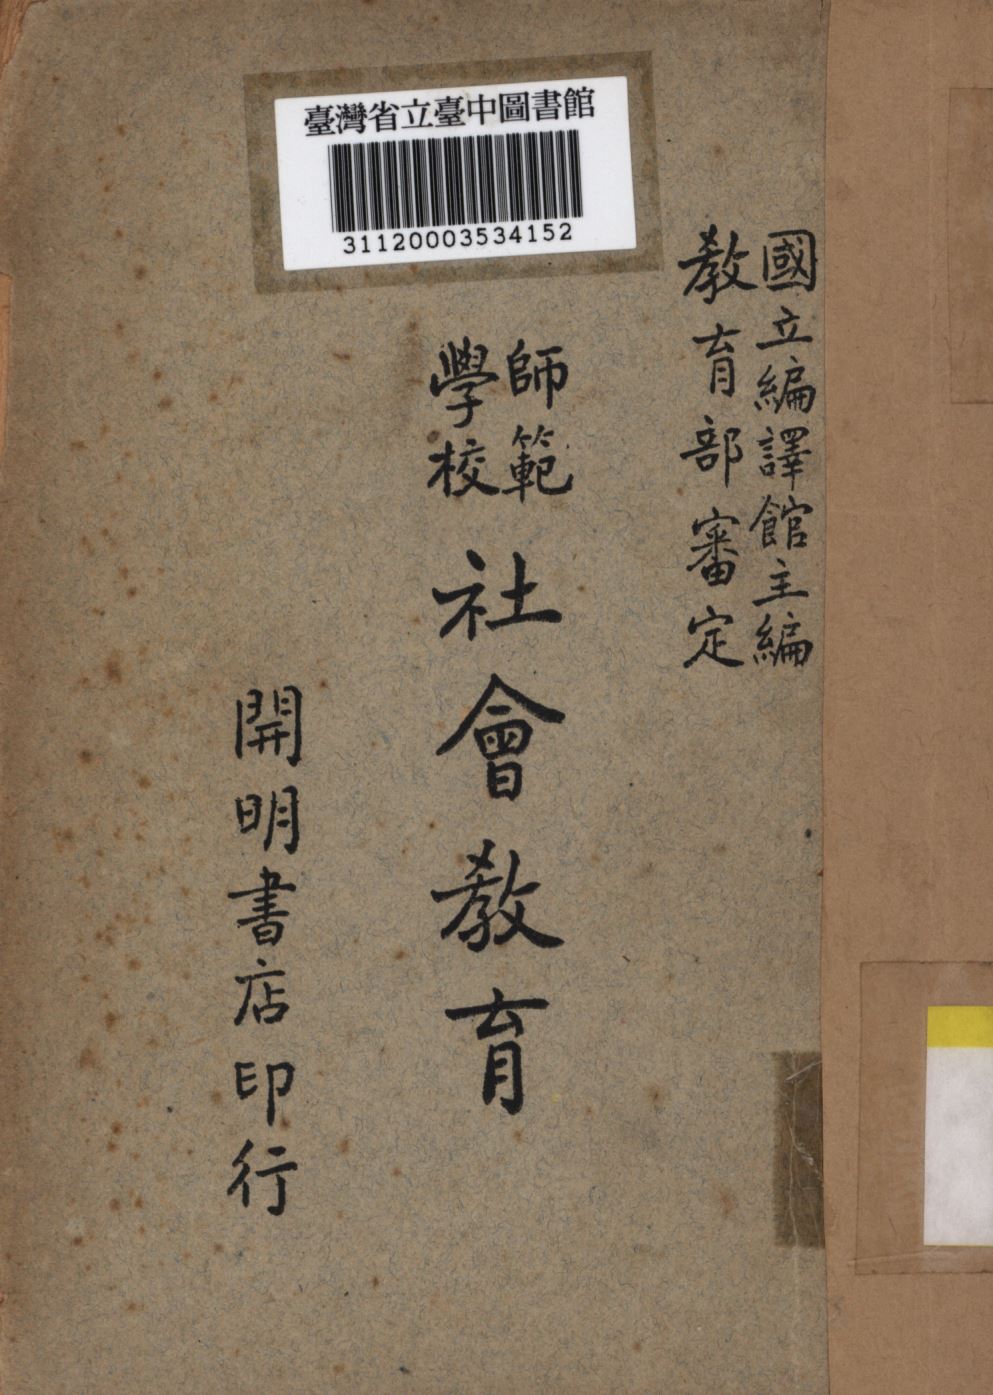 臺灣省立臺中圖書館
31120003534152
國立編譯館主編
教育部審定
師範
學校
社會教育
開明書店印行